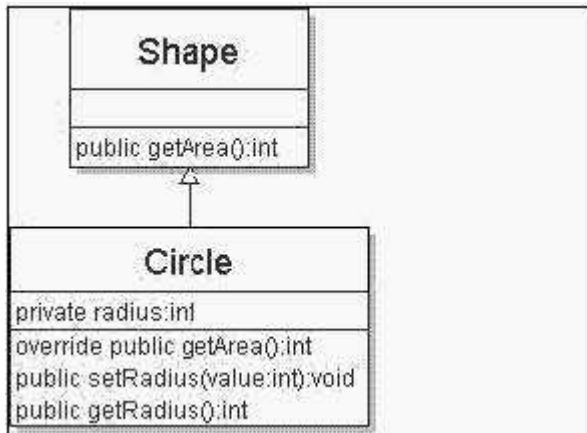 Shape
public getArea():int
Circle
private radius:int
override public getArea():int
public setRadius(value:int):void
public getRadius():int